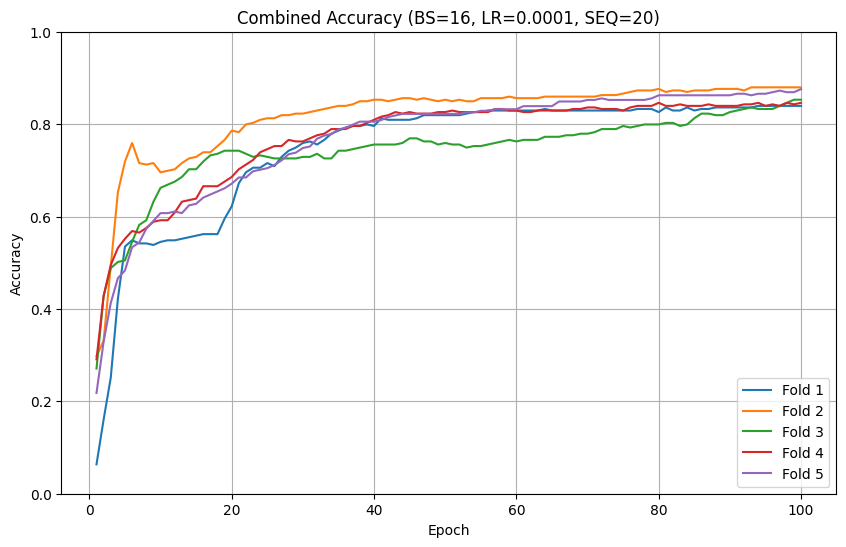 Combined Accuracy (BS=16, LR=0.0001, SEQ=20)
1.0
0.8
0.6
0.4
0.2
0.0
Accuracy
0 20 40 60 80 100
Epoch
Fold 1
Fold 2
Fold 3
Fold 4
Fold 5